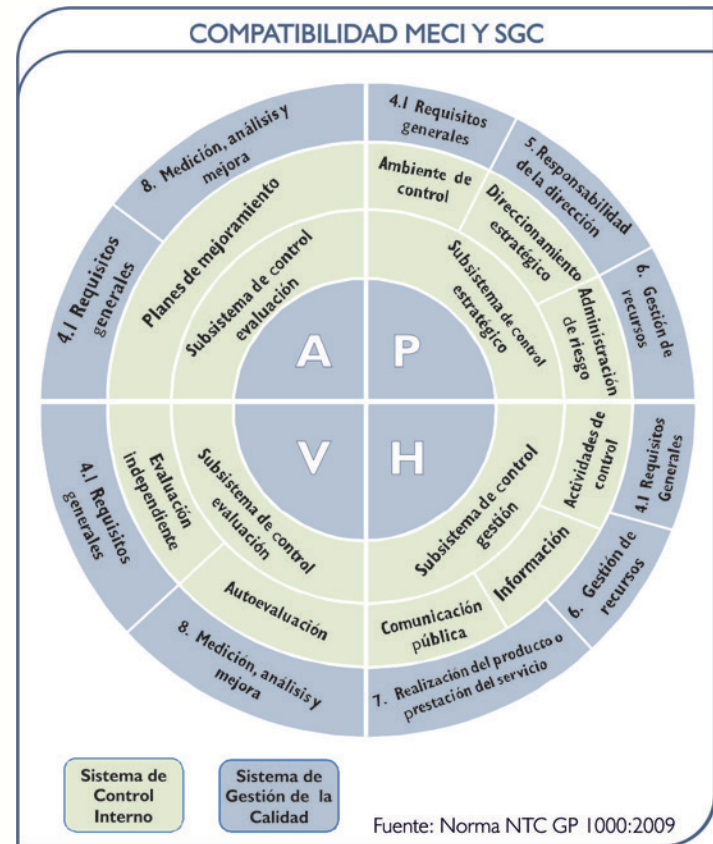 COMPATIBILIDAD MECI Y SGC
8. Medición, análisis y
mejora
4.1 Requisitos
generales
Planes de mejoramiento
Subsistema de control
evaluación
A
4.1 Requisitos
generales
5. Responsabilidad
de la dirección
6. Gestión de
recursos
Ambiente de
control
Direccionamiento
estratégico
Administración
de riesgo
Subsistema de control
estratégico
P
V
4.1 Requisitos
generales
Evaluación
independiente
Subsistema de control
evaluación
Autoevaluación
8. Medición, análisis y
mejora
H
Subsistema de control
gestión
Actividades de
control
Información
Comunicación
pública
4.1 Requisitos
Generales
6. Gestión de
recursos
7. Realización del producto o
prestación del servicio
Sistema de
Control
Interno
Sistema de
Gestión de la
Calidad
Fuente: Norma NTC GP 1000:2009